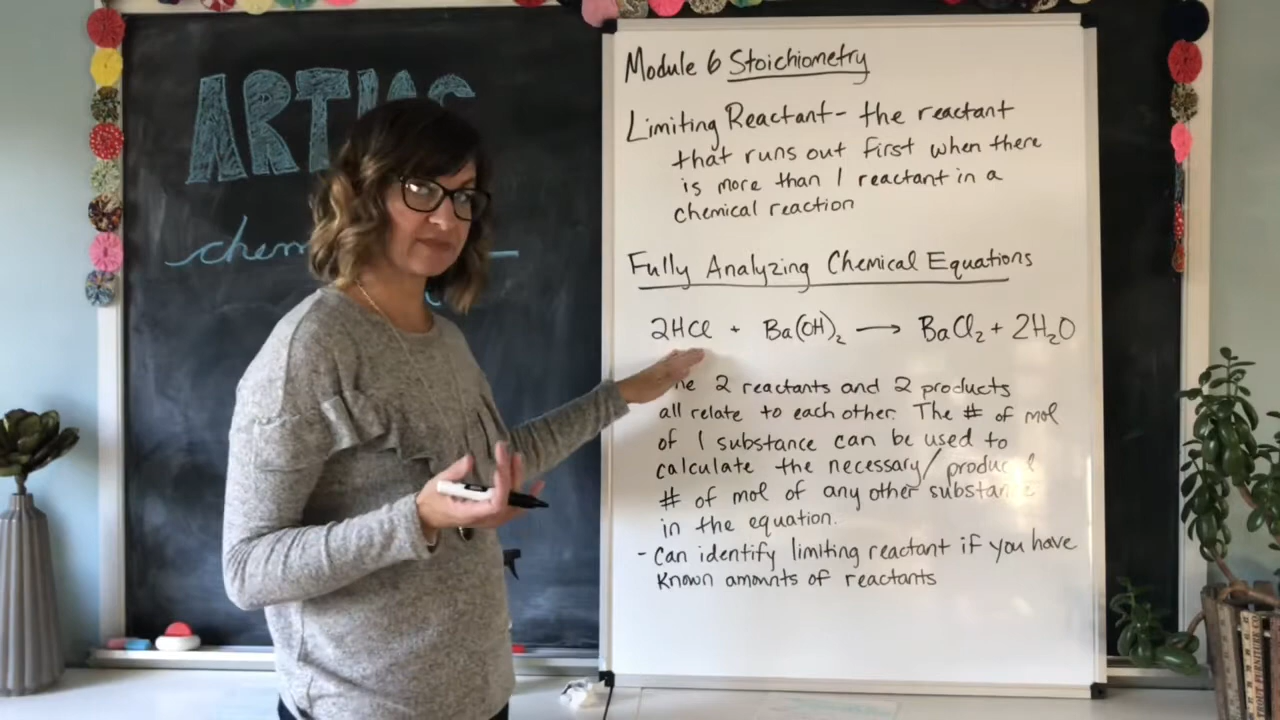 Module 6 Stoichiometry
Limiting Reactant- the reactant
that runs out first when there
is more than 1 reactant in a
chemical reaction
Fully Analyzing Chemical Equations
2HCl + Ba(OH)₂ ⟶ BaCl₂ + 2H₂O
2 reactants and 2 products
all relate to each other. The # of mol
of 1 substance can be used to
calculate the necessary/
# of mol of any other substance
in the equation.
- Can identify limiting reactant if you have
known amounts of reactants